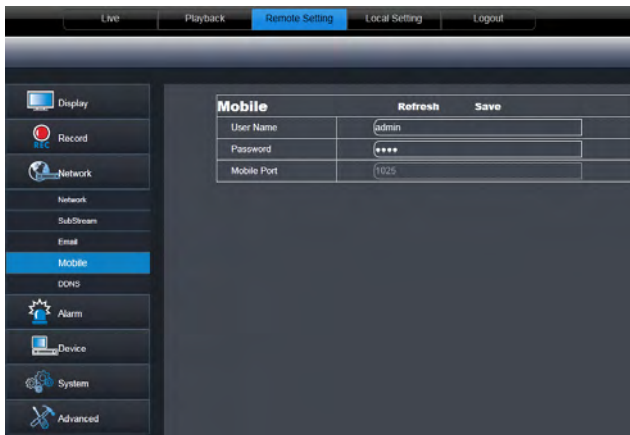 Live Playback Remote Setting Local Setting Logout
Display
Record
REC
Network
Network
SubStream
Email
Mobile
DDNS
Alarm
Device
System
Advanced
Mobile Refresh Save
User Name admin
Password ••••
Mobile Port 1025